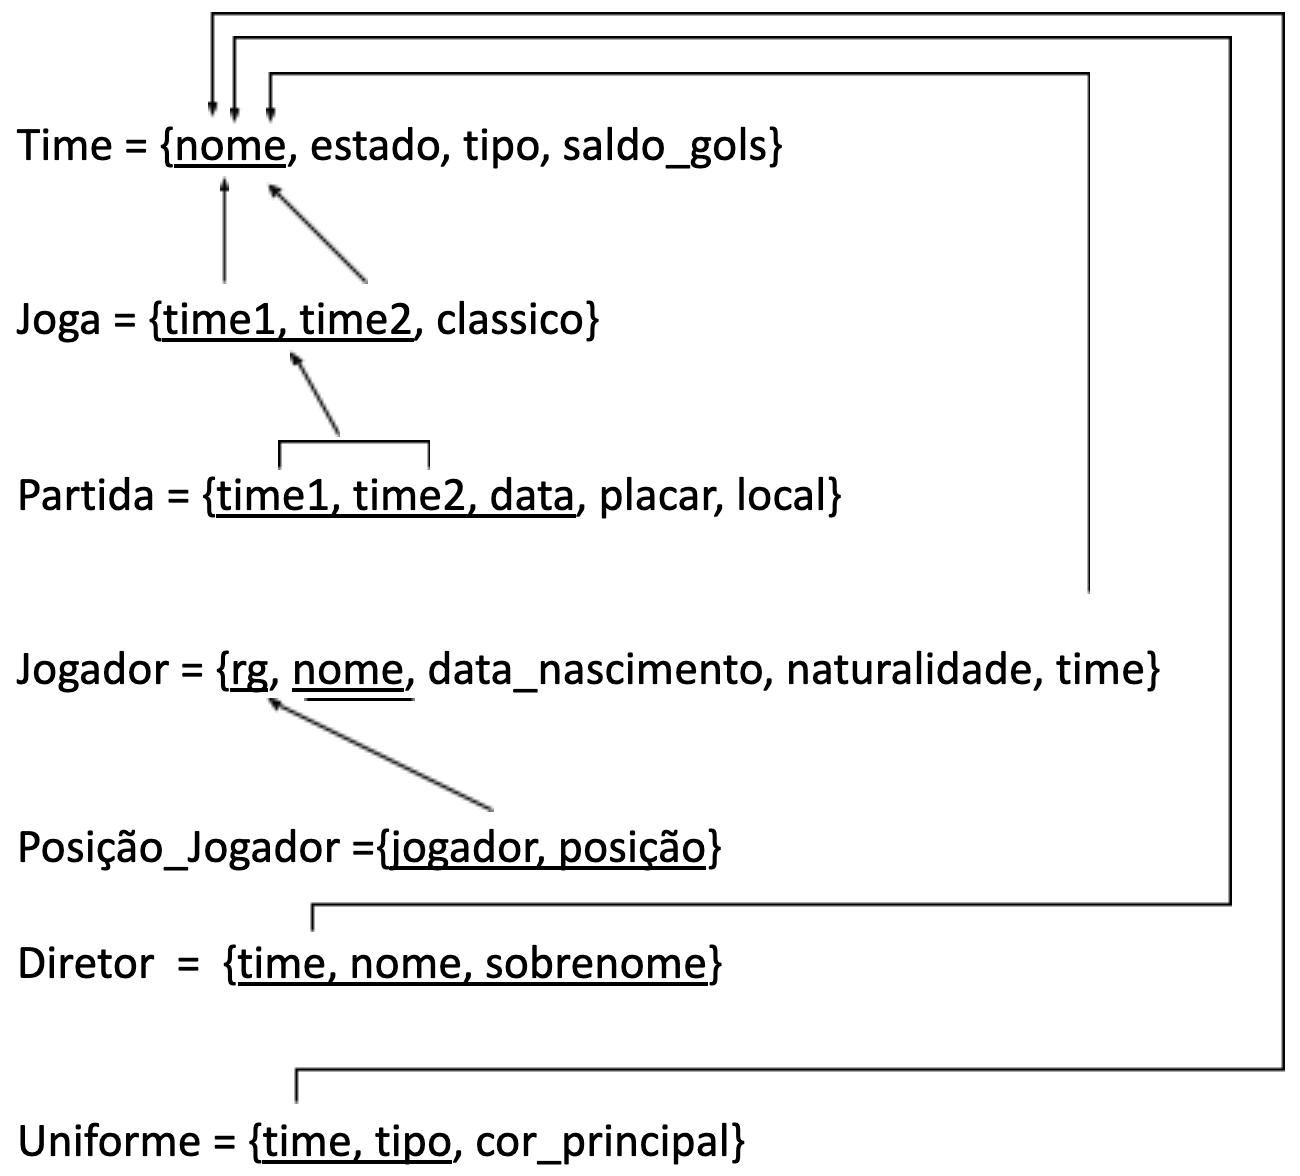 Time = {nome, estado, tipo, saldo_gols}
Joga = {time1, time2, classico}
Partida = {time1, time2, data, placar, local}
Jogador = {rg, nome, data_nascimento, naturalidade, time}
Posição_Jogador ={jogador, posição}
Diretor = {time, nome, sobrenome}
Uniforme = {time, tipo, cor_principal}